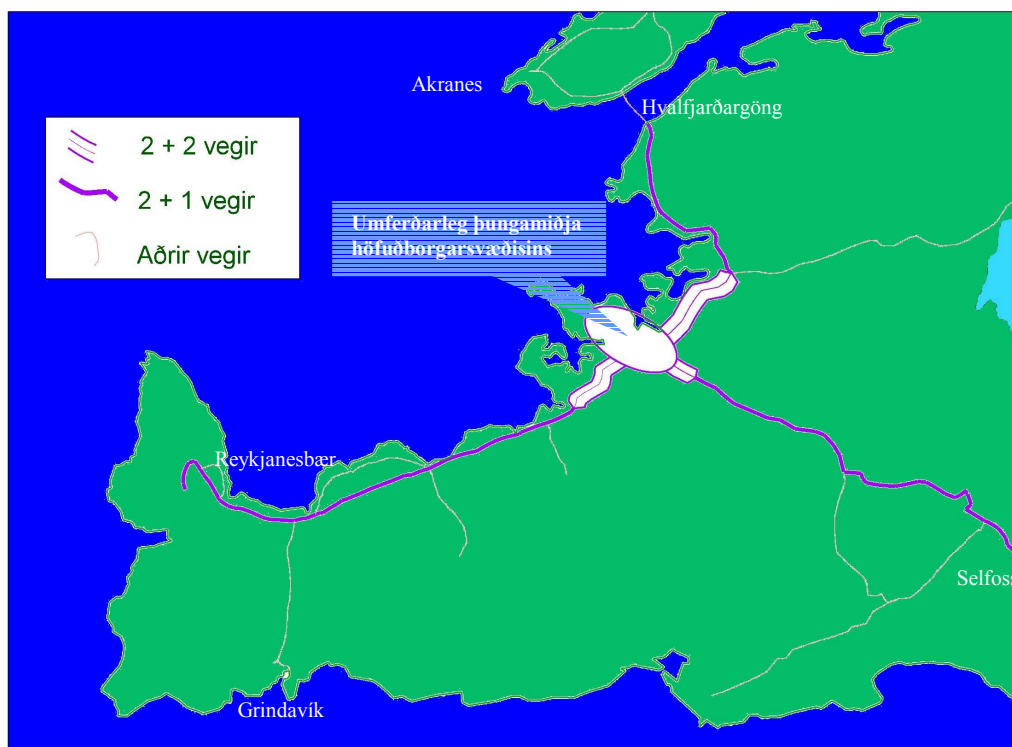 Akranes
Hvalfjarðargöng
2 + 2 vegir
2 + 1 vegir
Aðrir vegir
Umferðarleg þungamiðja
höfuðborgarsvæðisins
Reykjanesbær
Selfoss
Grindavík